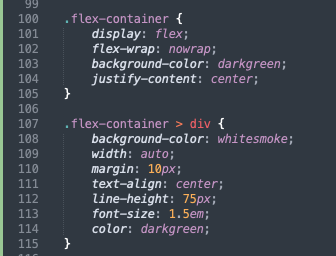 99
100 .flex-container {
101 display: flex;
102 flex-wrap: nowrap;
103 background-color: darkgreen;
104 justify-content: center;
105 }
106
107 .flex-container > div {
108 background-color: whitesmoke;
109 width: auto;
110 margin: 10px;
111 text-align: center;
112 line-height: 75px;
113 font-size: 1.5em;
114 color: darkgreen;
115 }